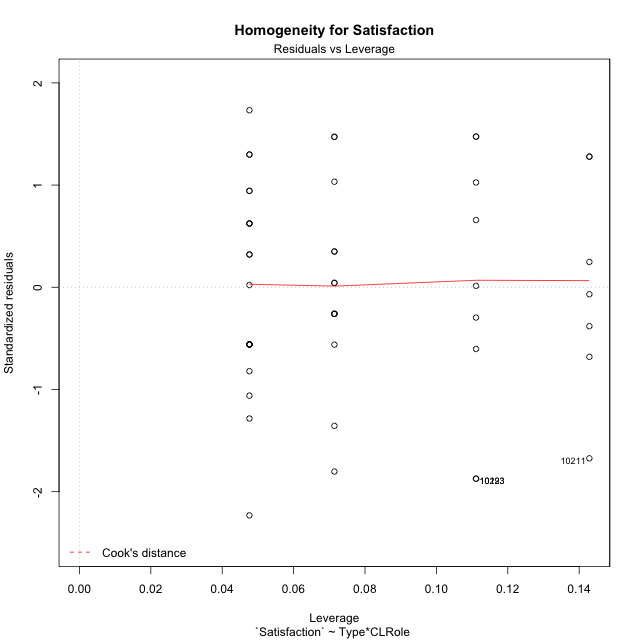 Homogeneity for Satisfaction
Residuals vs Leverage
Standardized residuals
2
1
0
-1
-2
10211
Cook's distance
0.00 0.02 0.04 0.06 0.08 0.10 0.12 0.14
Leverage
`Satisfaction` ~ Type*CLRole